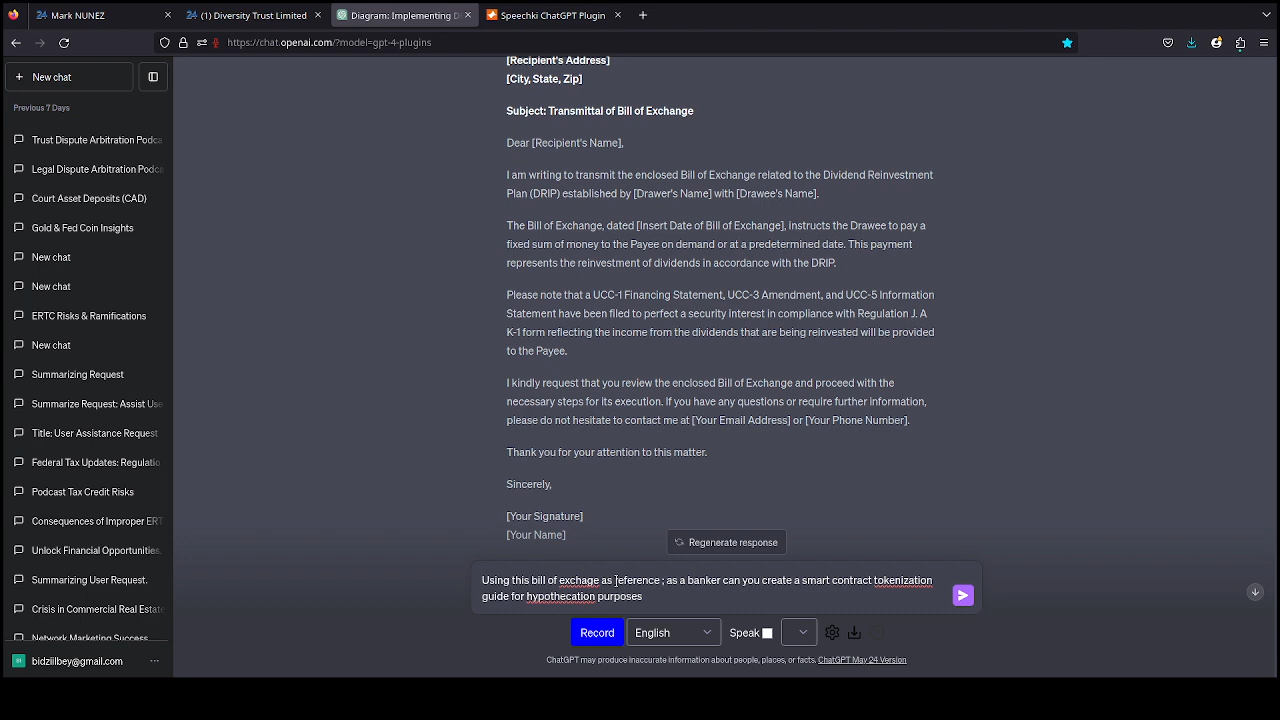 Mark NUNEZ
(1) Diversity Trust Limited
Diagram: Implementing D
Speechki ChatGPT Plugin
https://chat.openai.com/?model=gpt-4-plugins
New chat
Previous 7 Days
Trust Dispute Arbitration Podca
Legal Dispute Arbitration Podc
Court Asset Deposits (CAD)
Gold & Fed Coin Insights
New chat
New chat
ERTC Risks & Ramifications
New chat
Summarizing Request
Summarize Request: Assist Use
Title: User Assistance Request
Federal Tax Updates: Regulatio
Podcast Tax Credit Risks
Consequences of Improper ERT
Unlock Financial Opportunities,
Summarizing User Request.
Crisis in Commercial Real Estate
Network Marketing Success
bidzillbey@gmail.com
[Recipient's Address]
[City, State, Zip]
Subject: Transmittal of Bill of Exchange
Dear [Recipient's Name],
I am writing to transmit the enclosed Bill of Exchange related to the Dividend Reinvestment
Plan (DRIP) established by [Drawer's Name] with [Drawee's Name].
The Bill of Exchange, dated [Insert Date of Bill of Exchange], instructs the Drawee to pay a
fixed sum of money to the Payee on demand or at a predetermined date. This payment
represents the reinvestment of dividends in accordance with the DRIP.
Please note that a UCC-1 Financing Statement, UCC-3 Amendment, and UCC-5 Information
Statement have been filed to perfect a security interest in compliance with Regulation J. A
K-1 form reflecting the income from the dividends that are being reinvested will be provided
to the Payee.
I kindly request that you review the enclosed Bill of Exchange and proceed with the
necessary steps for its execution. If you have any questions or require further information,
please do not hesitate to contact me at [Your Email Address] or [Your Phone Number].
Thank you for your attention to this matter.
Sincerely,
[Your Signature]
[Your Name]
Regenerate response
Using this bill of exchage as reference ; as a banker can you create a smart contract tokenization
guide for hypothecation purposes
Record
English
Speak
ChatGPT may produce inaccurate information about people, places, or facts. ChatGPT May 24 Version